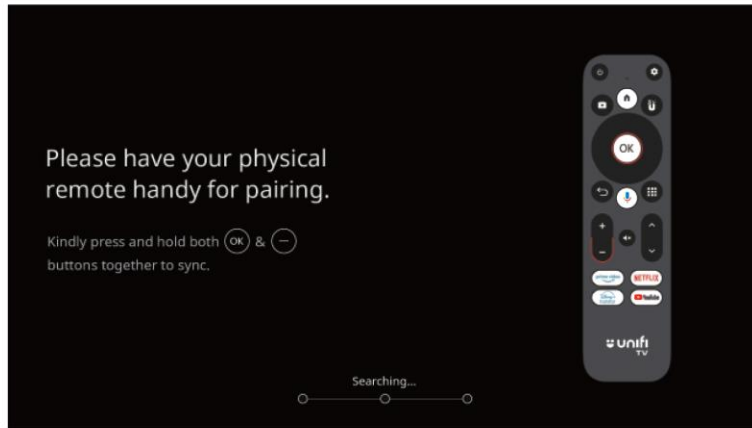 Please have your physical
remote handy for pairing.
Kindly press and hold both OK & −
buttons together to sync.
Searching...
OK
+
−
prime video NETFLIX
Disney+ YouTube
unifi
TV